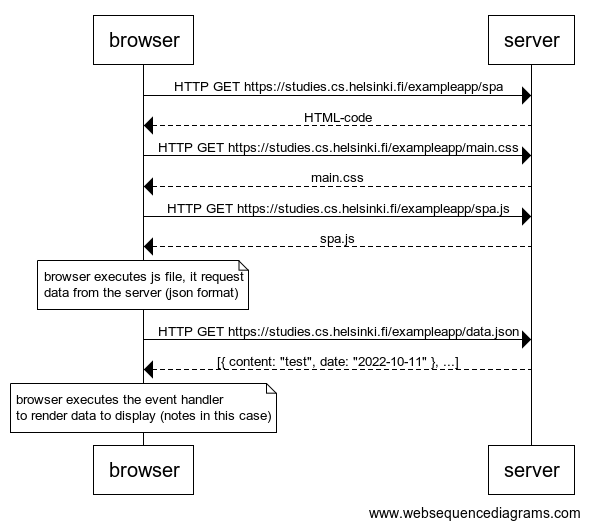 browser
server
HTTP GET https://studies.cs.helsinki.fi/exampleapp/spa
HTML-code
HTTP GET https://studies.cs.helsinki.fi/exampleapp/main.css
main.css
HTTP GET https://studies.cs.helsinki.fi/exampleapp/spa.js
spa.js
browser executes js file, it request
data from the server (json format)
HTTP GET https://studies.cs.helsinki.fi/exampleapp/data.json
[{ content: "test", date: "2022-10-11" }, ...]
browser executes the event handler
to render data to display (notes in this case)
browser
server
www.websequencediagrams.com